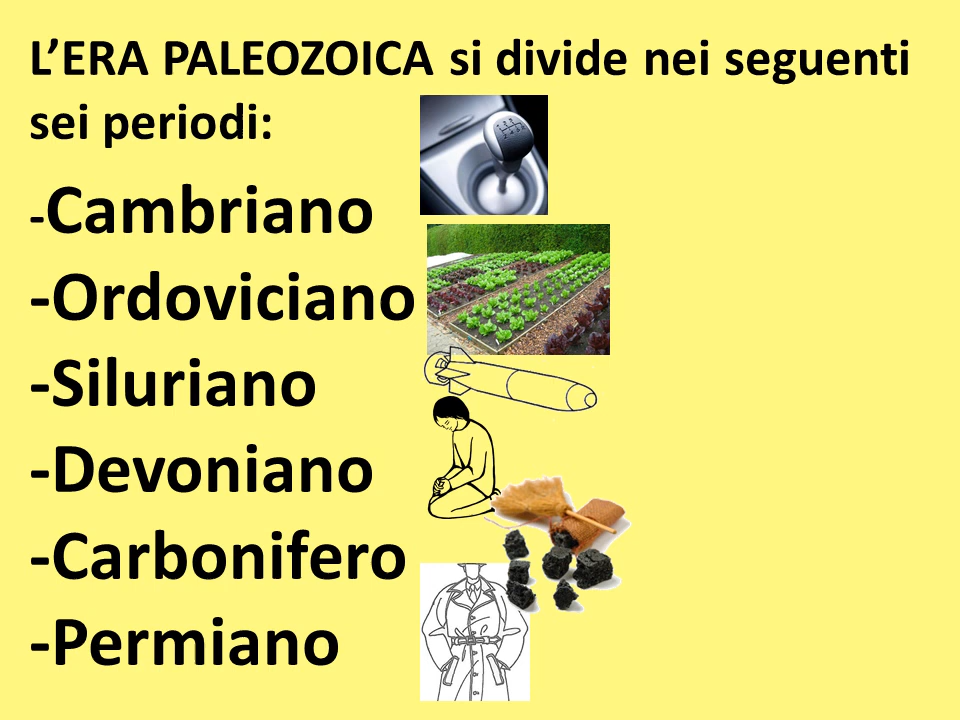 L’ERA PALEOZOICA si divide nei seguenti
sei periodi:
-Cambriano
-Ordoviciano
-Siluriano
-Devoniano
-Carbonifero
-Permiano